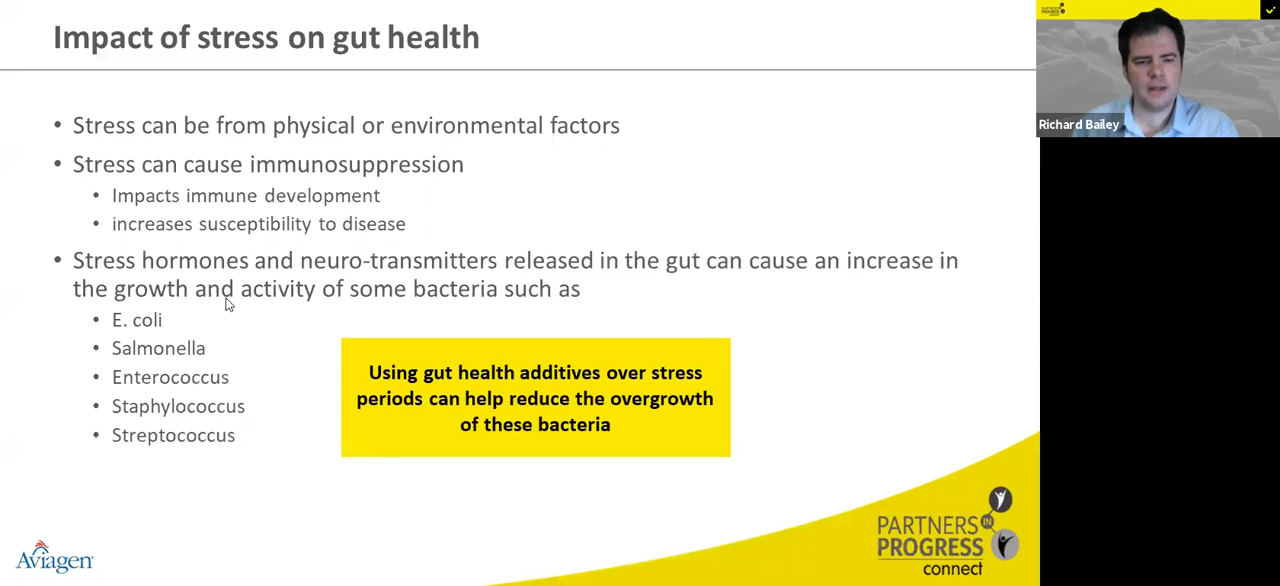 Impact of stress on gut health
• Stress can be from physical or environmental factors
• Stress can cause immunosuppression
• Impacts immune development
• increases susceptibility to disease
• Stress hormones and neuro-transmitters released in the gut can cause an increase in
the growth and activity of some bacteria such as
• E. coli
• Salmonella
• Enterococcus
• Staphylococcus
• Streptococcus
Using gut health additives over stress
periods can help reduce the overgrowth
of these bacteria
Aviagen
PARTNERS IN
PROGRESS
connect
Richard Bailey